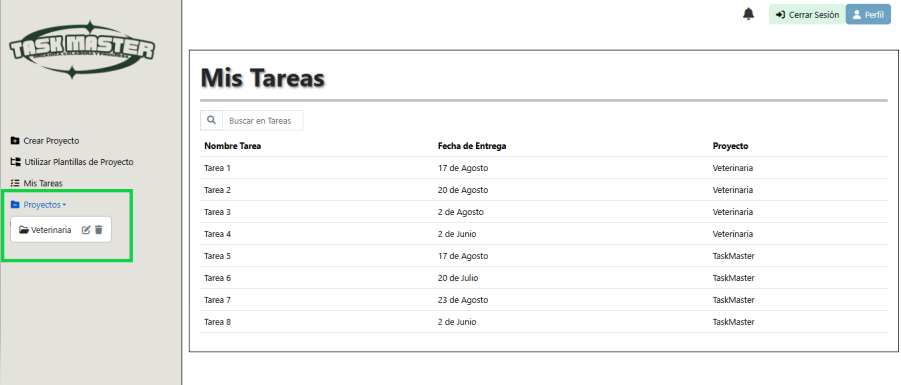 Cerrar Sesión Perfil
TASK MASTER
Mis Tareas
Buscar en Tareas
Crear Proyecto
Utilizar Plantillas de Proyecto
Mis Tareas
Proyectos
Veterinaria
Nombre Tarea Fecha de Entrega Proyecto
Tarea 1 17 de Agosto Veterinaria
Tarea 2 20 de Agosto Veterinaria
Tarea 3 2 de Agosto Veterinaria
Tarea 4 2 de Junio Veterinaria
Tarea 5 17 de Agosto TaskMaster
Tarea 6 20 de Julio TaskMaster
Tarea 7 23 de Agosto TaskMaster
Tarea 8 2 de Junio TaskMaster